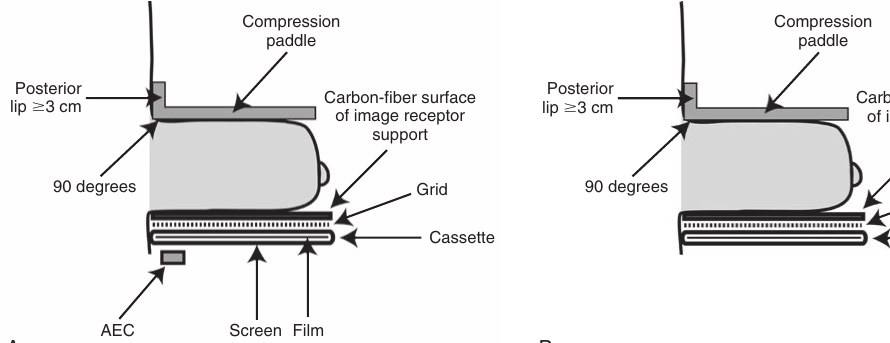 Compression
paddle
Posterior
lip ≥3 cm
Carbon-fiber surface
of image receptor
support
90 degrees
Grid
Cassette
AEC
Screen
Film
Compression
paddle
Posterior
lip ≥3 cm
90 degrees